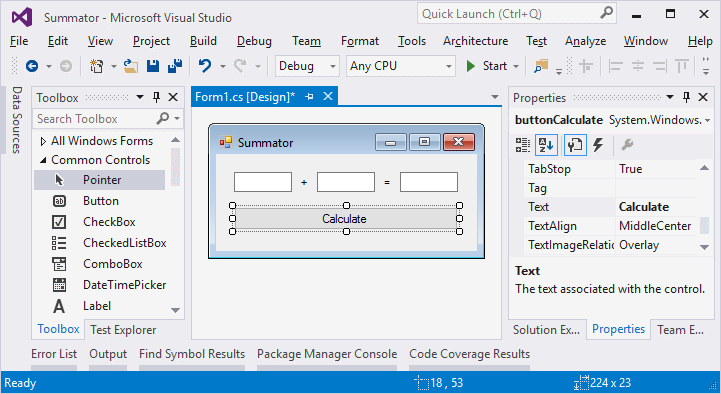 Summator - Microsoft Visual Studio
Quick Launch (Ctrl+Q)
File Edit View Project Build Debug Team Format Tools Architecture Test Analyze Window Help
Debug Any CPU Start
Data Sources
Toolbox
Search Toolbox
All Windows Forms
Common Controls
Pointer
Button
CheckBox
CheckedListBox
ComboBox
DateTimePicker
A Label
Toolbox Test Explorer
Form1.cs [Design]*
Summator
+ =
Calculate
Properties
buttonCalculate System.Windows.
TabStop True
Tag
Text Calculate
TextAlign MiddleCenter
TextImageRelatio Overlay
Text
The text associated with the control.
Solution Ex... Properties Team E...
Error List Output Find Symbol Results Package Manager Console Code Coverage Results
Ready 18 , 53 224 x 23